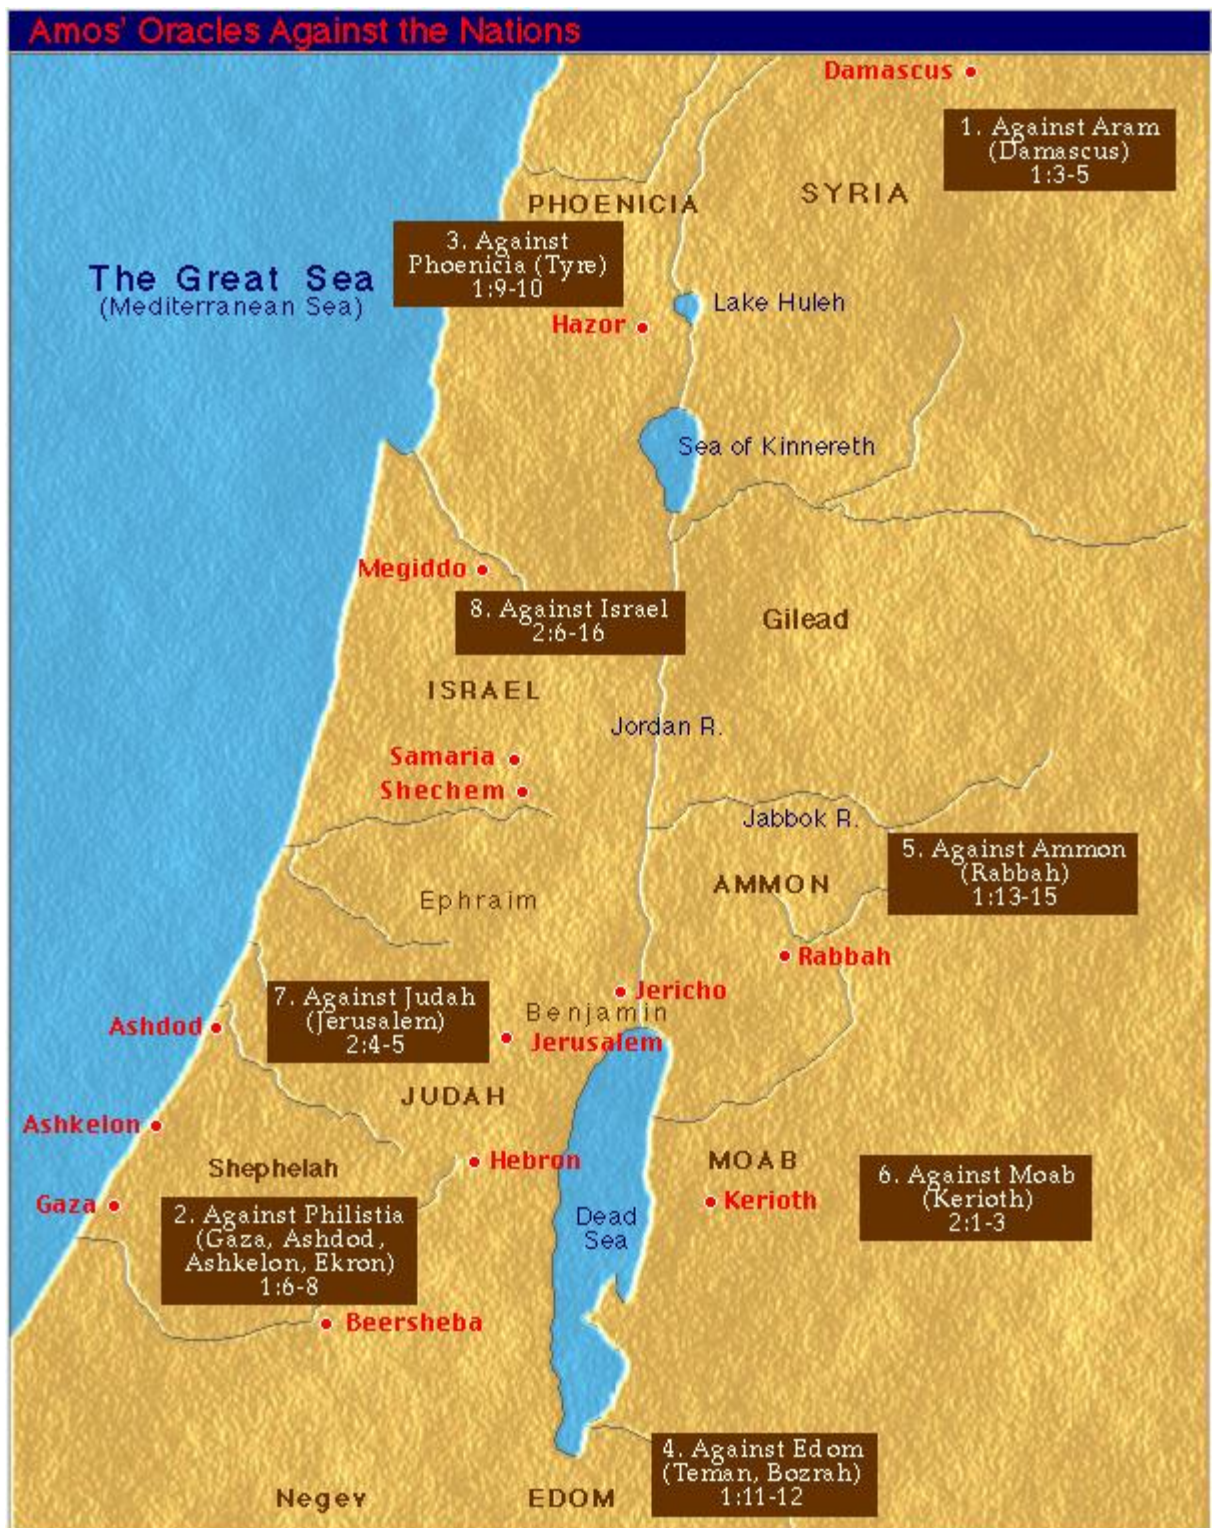 Amos' Oracles Against the Nations
Damascus
1. Against Aram
(Damascus)
1:3-5
SYRIA
PHOENICIA
3. Against
Phoenicia (Tyre)
1:9-10
The Great Sea
(Mediterranean Sea)
Lake Huleh
Hazor
Sea of Kinnereth
Megiddo
8. Against Israel
2:6-16
Gilead
ISRAEL
Jordan R.
Samaria
Shechem
Jabbok R.
5. Against Ammon
(Rabbah)
1:13-15
AMMON
Ephraim
Rabbah
Jericho
7. Against Judah
(Jerusalem)
2:4-5
Benjamin
Ashdod
Jerusalem
JUDAH
Ashkelon
Shephelah
Hebron
MOAB
6. Against Moab
(Kerioth)
2:1-3
Gaza
Kerioth
2. Against Philistia
(Gaza, Ashdod,
Ashkelon, Ekron)
1:6-8
Dead
Sea
Beersheba
4. Against Edom
(Teman, Bozrah)
1:11-12
Negev
EDOM